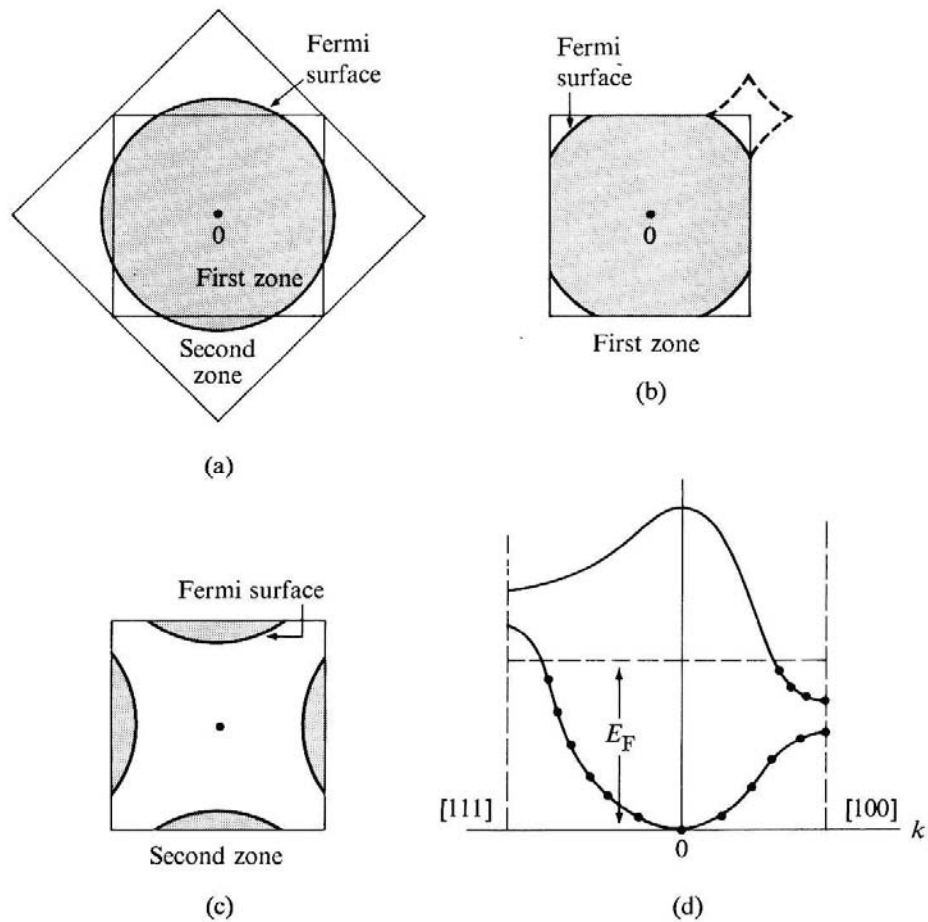 Fermi
surface
0
First zone
Second
zone
(a)
Fermi
surface
0
First zone
(b)
Fermi surface
Second zone
(c)
E_F
[111]
[100]
k
0
(d)